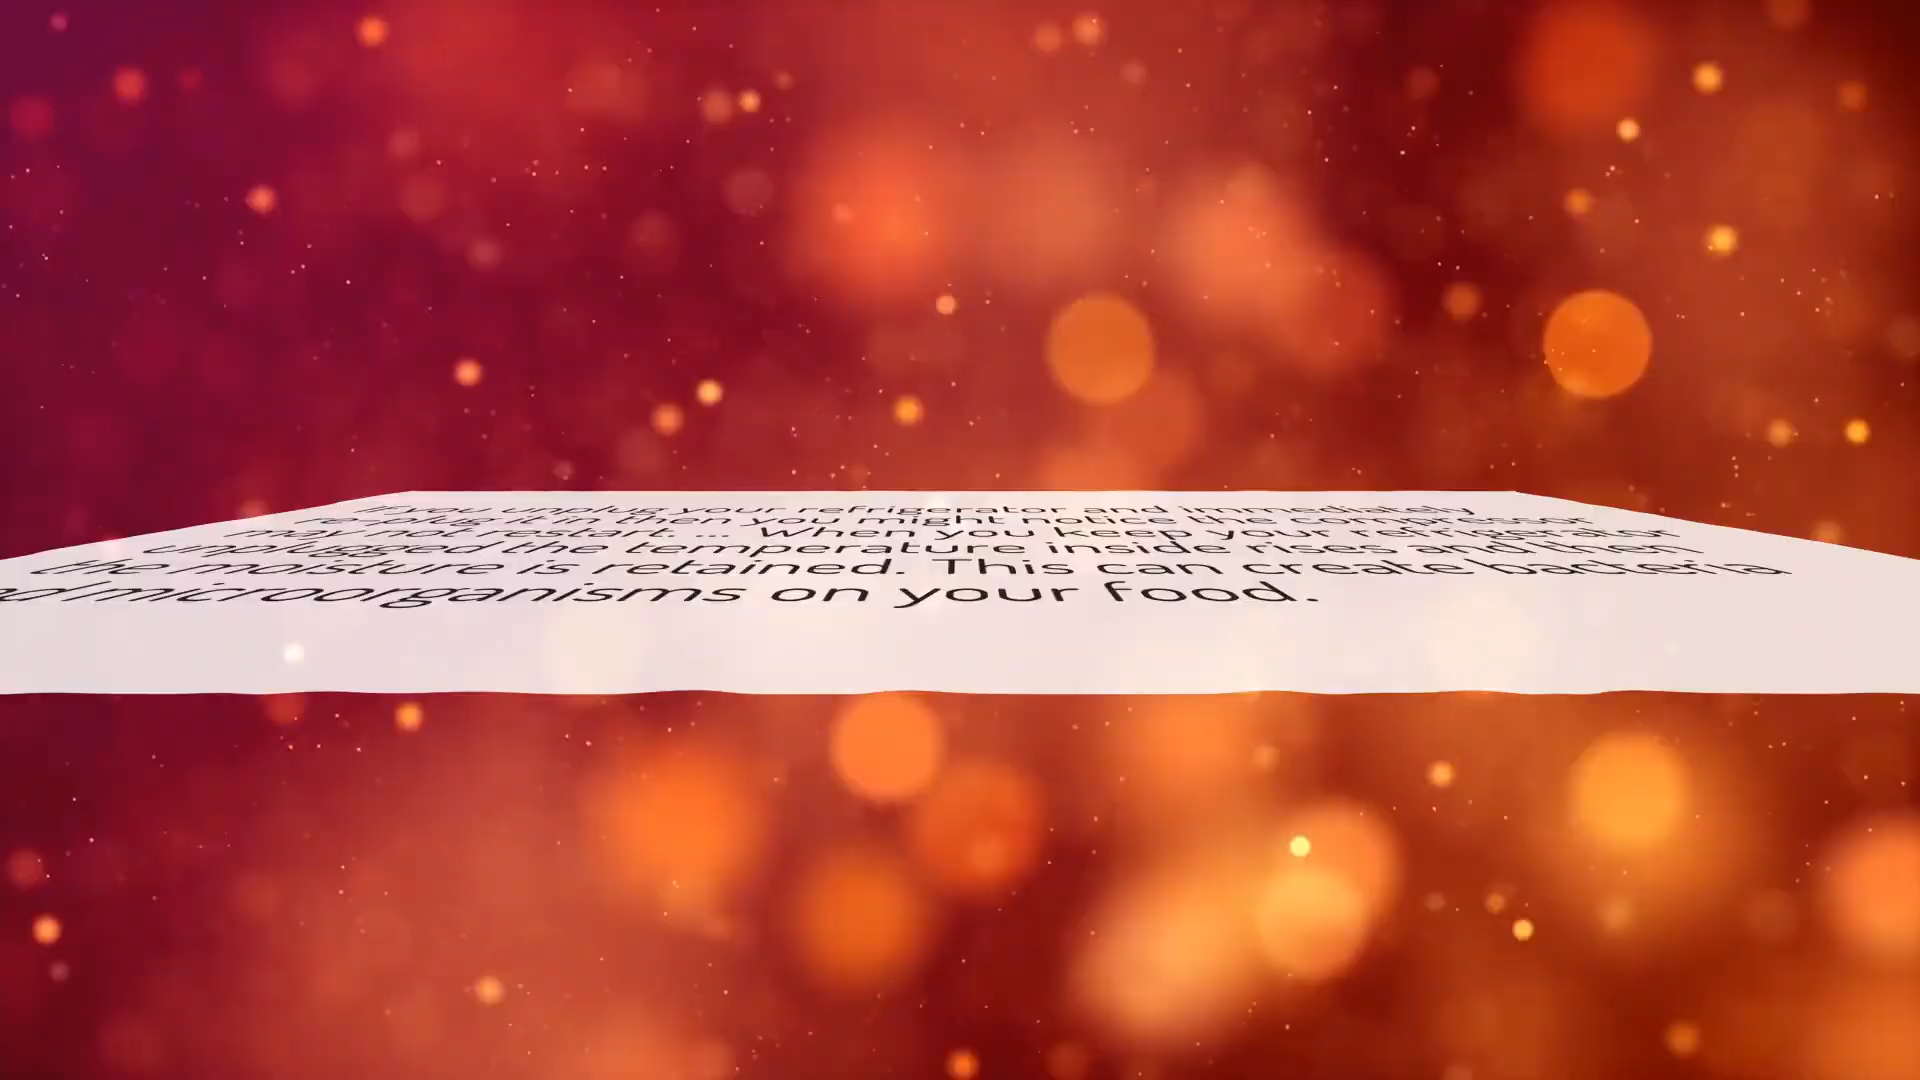 If you unplug your refrigerator and immediately
re-plug it in then you might notice the compressor
may not restart. ... When you keep your refrigerator
unplugged the temperature inside rises and then
the moisture is retained. This can create bacteria
microorganisms on your food.